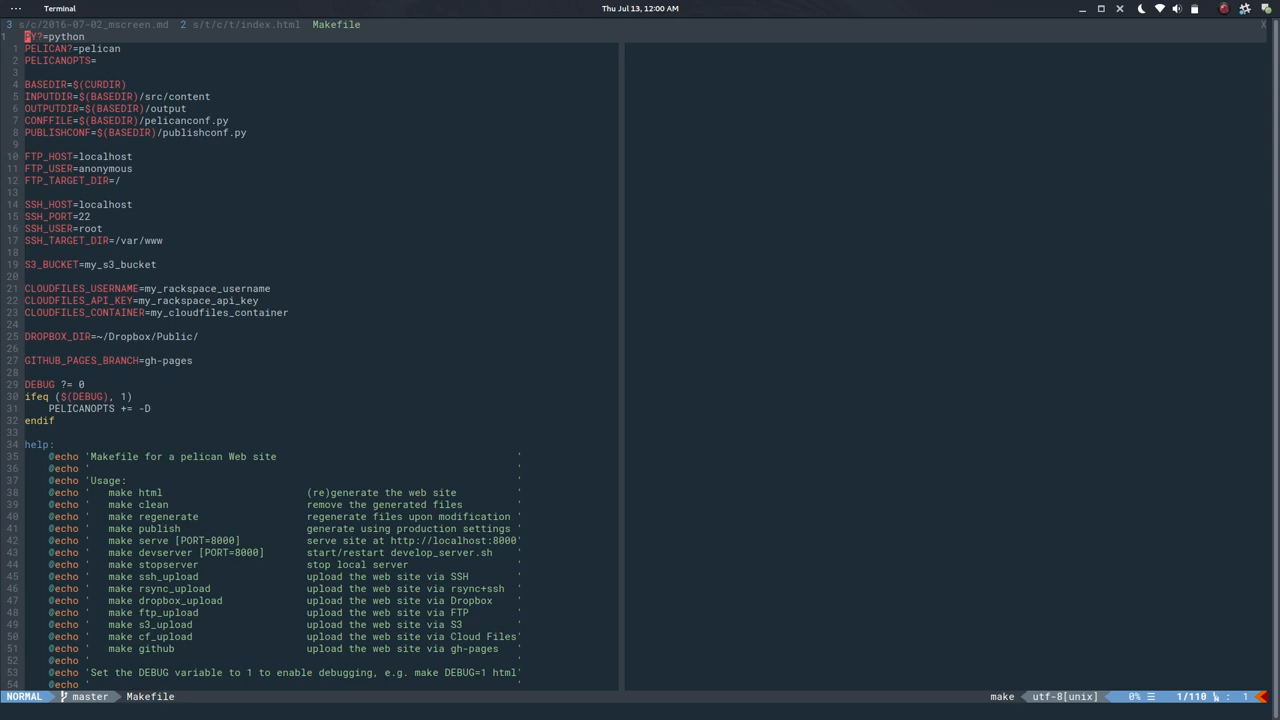 Terminal
Thu Jul 13, 12:00 AM
3 s/c/2016-07-02_mscreen.md 2 s/t/c/t/index.html Makefile X
1 PY?=python
1 PELICAN?=pelican
2 PELICANOPTS=
3
4 BASEDIR=$(CURDIR)
5 INPUTDIR=$(BASEDIR)/src/content
6 OUTPUTDIR=$(BASEDIR)/output
7 CONFFILE=$(BASEDIR)/pelicanconf.py
8 PUBLISHCONF=$(BASEDIR)/publishconf.py
9
10 FTP_HOST=localhost
11 FTP_USER=anonymous
12 FTP_TARGET_DIR=/
13
14 SSH_HOST=localhost
15 SSH_PORT=22
16 SSH_USER=root
17 SSH_TARGET_DIR=/var/www
18
19 S3_BUCKET=my_s3_bucket
20
21 CLOUDFILES_USERNAME=my_rackspace_username
22 CLOUDFILES_API_KEY=my_rackspace_api_key
23 CLOUDFILES_CONTAINER=my_cloudfiles_container
24
25 DROPBOX_DIR=~/Dropbox/Public/
26
27 GITHUB_PAGES_BRANCH=gh-pages
28
29 DEBUG ?= 0
30 ifeq ($(DEBUG), 1)
31 PELICANOPTS += -D
32 endif
33
34 help:
35 @echo 'Makefile for a pelican Web site '
36 @echo ' '
37 @echo 'Usage: '
38 @echo ' make html (re)generate the web site '
39 @echo ' make clean remove the generated files '
40 @echo ' make regenerate regenerate files upon modification '
41 @echo ' make publish generate using production settings '
42 @echo ' make serve [PORT=8000] serve site at http://localhost:8000'
43 @echo ' make devserver [PORT=8000] start/restart develop_server.sh '
44 @echo ' make stopserver stop local server '
45 @echo ' make ssh_upload upload the web site via SSH '
46 @echo ' make rsync_upload upload the web site via rsync+ssh '
47 @echo ' make dropbox_upload upload the web site via Dropbox '
48 @echo ' make ftp_upload upload the web site via FTP '
49 @echo ' make s3_upload upload the web site via S3 '
50 @echo ' make cf_upload upload the web site via Cloud Files'
51 @echo ' make github upload the web site via gh-pages '
52 @echo ' '
53 @echo 'Set the DEBUG variable to 1 to enable debugging, e.g. make DEBUG=1 html'
54 @echo ' '
NORMAL master Makefile make utf-8[unix] 0% 1/110 : 1